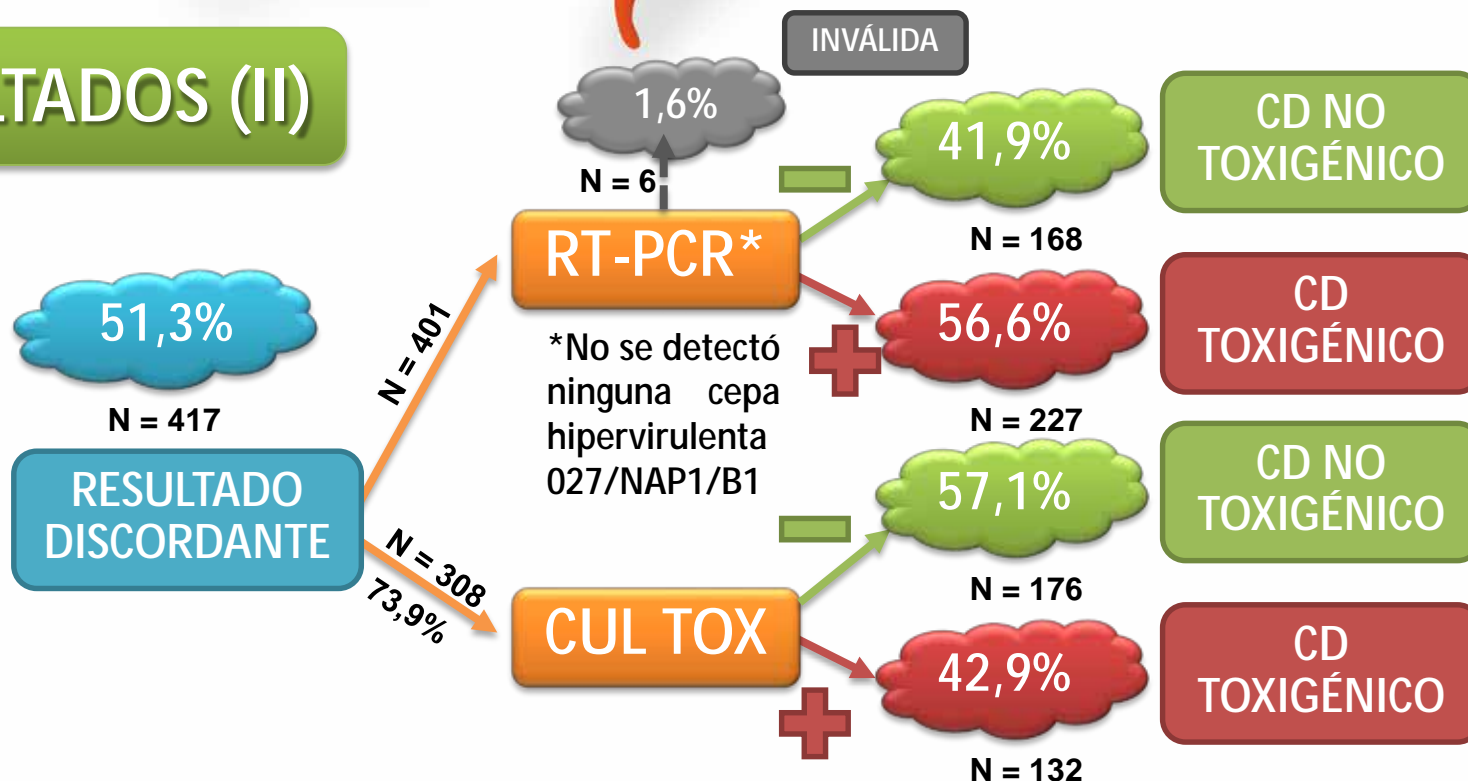 LTADOS (II)
INVÁLIDA
1,6%
N = 6
RT-PCR*
41,9%
N = 168
CD NO
TOXIGÉNICO
56,6%
N = 227
CD
TOXIGÉNICO
51,3%
N = 417
RESULTADO
DISCORDANTE
N = 401
*No se detectó
ninguna cepa
hipervirulenta
027/NAP1/B1
N = 308
73,9%
CUL TOX
57,1%
N = 176
CD NO
TOXIGÉNICO
42,9%
N = 132
CD
TOXIGÉNICO